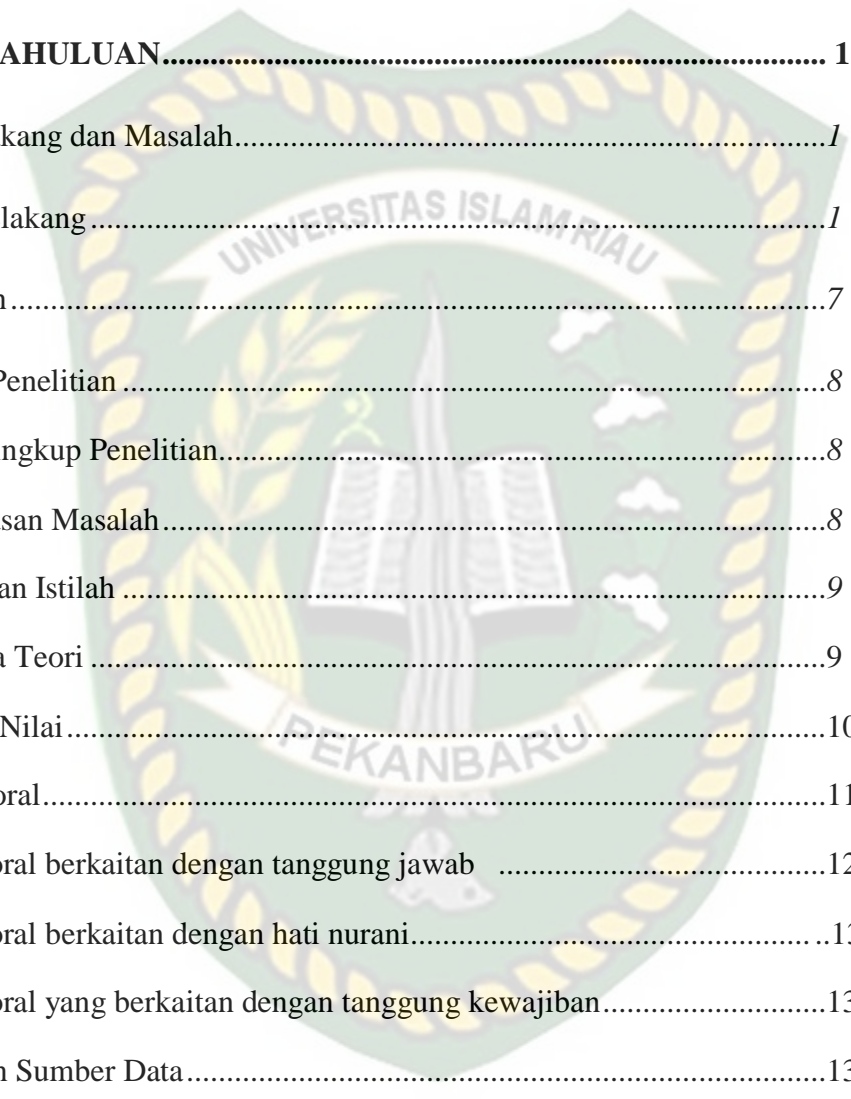 AHULUAN.................................................................................... 1
kang dan Masalah..........................................................................1
lakang............................................................................................1
n.......................................................................................................7
Penelitian ........................................................................................8
ngkup Penelitian............................................................................8
san Masalah...................................................................................8
an Istilah ........................................................................................9
a Teori ............................................................................................9
Nilai................................................................................................10
oral...................................................................................................11
oral berkaitan dengan tanggung jawab .........................................12
oral berkaitan dengan hati nurani.................................................. ..13
oral yang berkaitan dengan tanggung kewajiban...........................13
n Sumber Data................................................................................13
UNIVERSITAS ISLAM RIAU
PEKANBARU